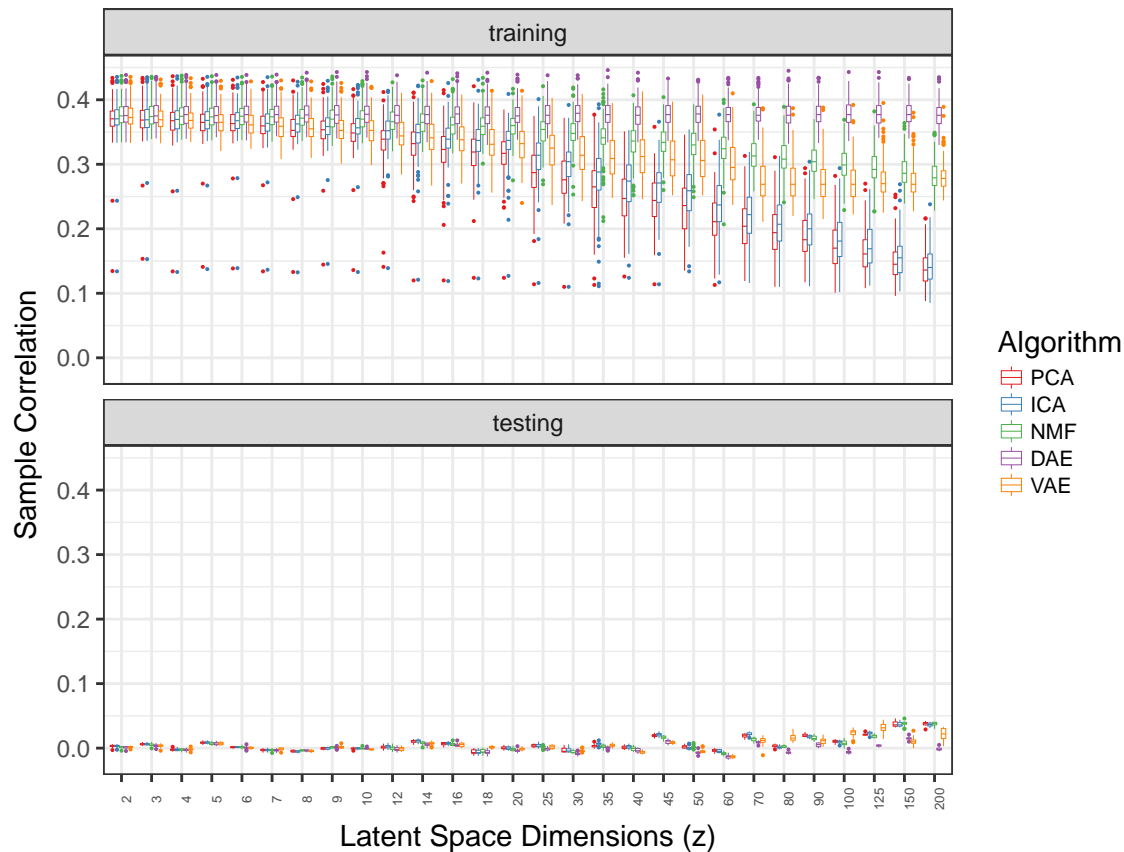 training
0.4
0.3
0.2
0.1
0.0
testing
0.4
0.3
0.2
0.1
0.0
Sample Correlation
2 3 4 5 6 7 8 9 10 12 14 16 18 20 25 30 35 40 45 50 60 70 80 90 100 125 150 200
Latent Space Dimensions (z)
Algorithm
PCA
ICA
NMF
DAE
VAE